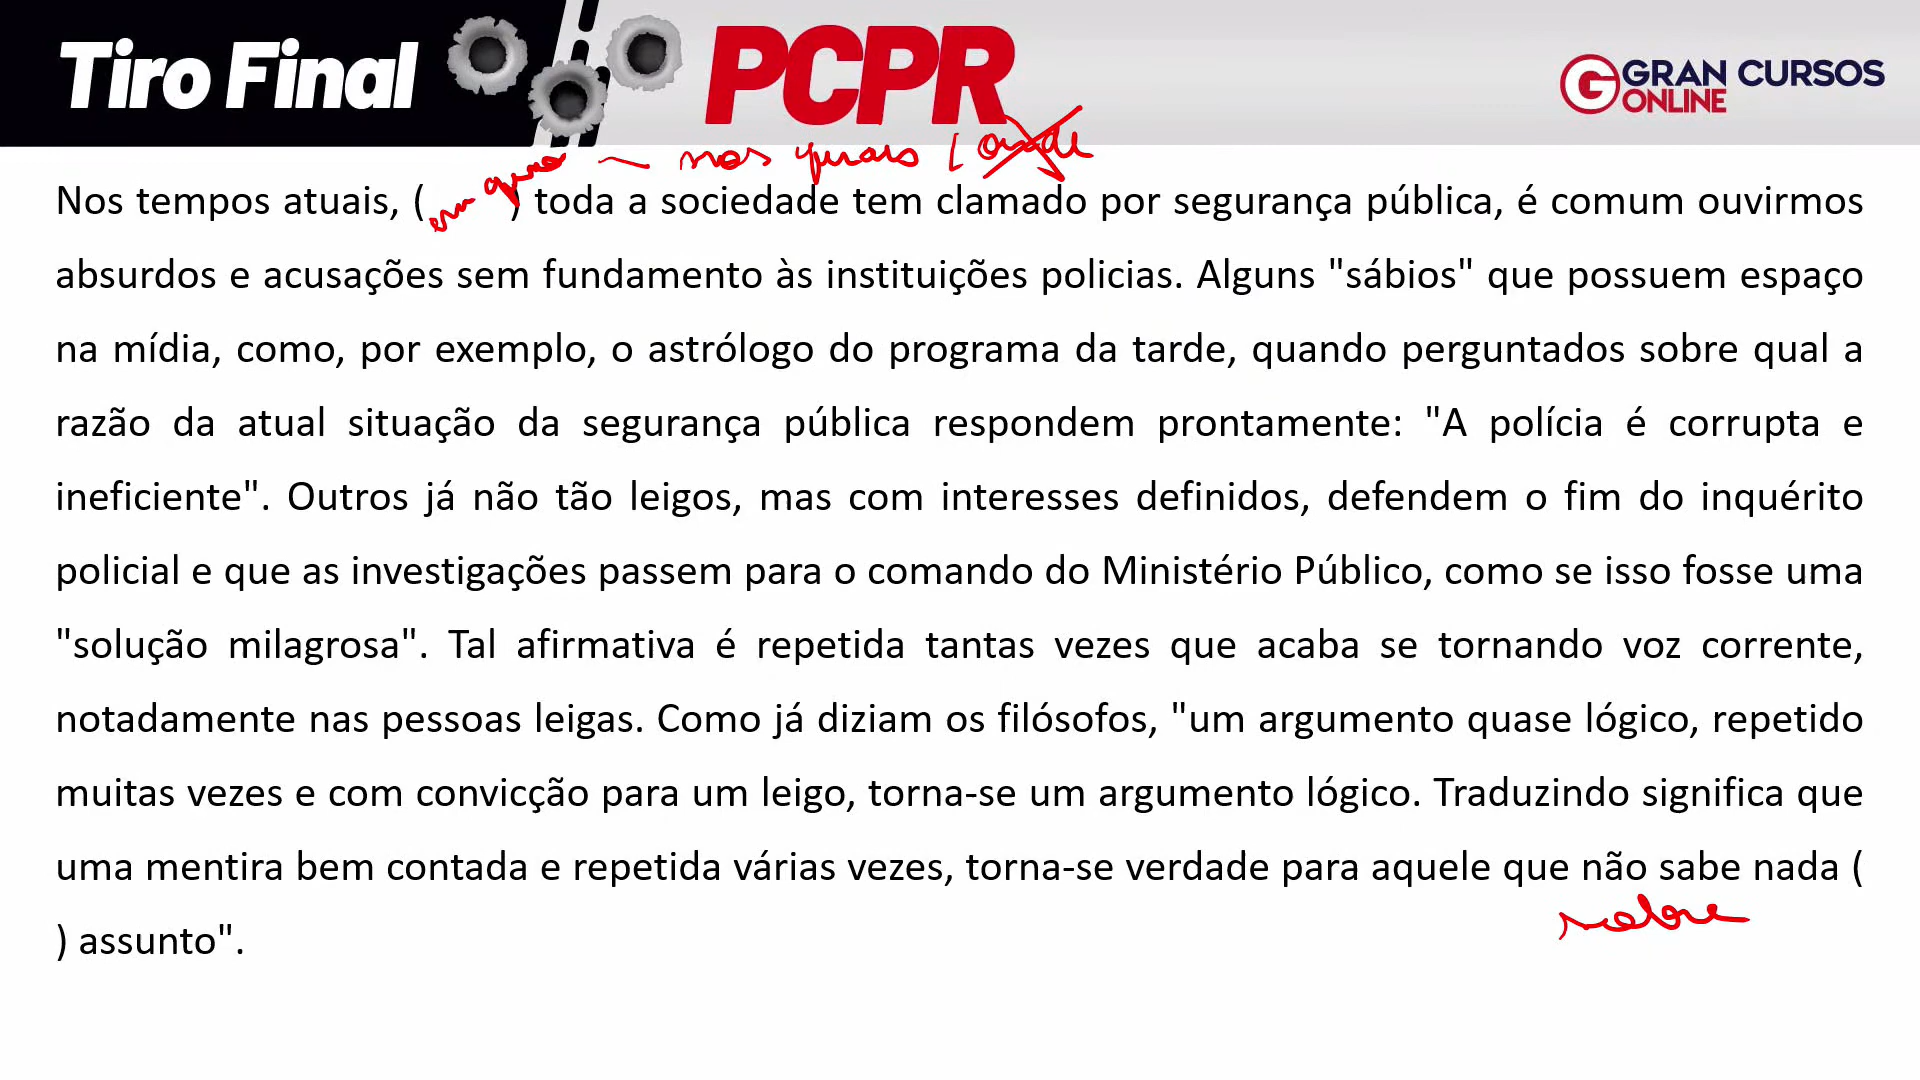 Tiro Final PCPR GRAN CURSOS
ONLINE
em que nos quais onde
Nos tempos atuais, ( ) toda a sociedade tem clamado por segurança pública, é comum ouvirmos
absurdos e acusações sem fundamento às instituições policias. Alguns "sábios" que possuem espaço
na mídia, como, por exemplo, o astrólogo do programa da tarde, quando perguntados sobre qual a
razão da atual situação da segurança pública respondem prontamente: "A polícia é corrupta e
ineficiente". Outros já não tão leigos, mas com interesses definidos, defendem o fim do inquérito
policial e que as investigações passem para o comando do Ministério Público, como se isso fosse uma
"solução milagrosa". Tal afirmativa é repetida tantas vezes que acaba se tornando voz corrente,
notadamente nas pessoas leigas. Como já diziam os filósofos, "um argumento quase lógico, repetido
muitas vezes e com convicção para um leigo, torna-se um argumento lógico. Traduzindo significa que
uma mentira bem contada e repetida várias vezes, torna-se verdade para aquele que não sabe nada (
sobre
) assunto".